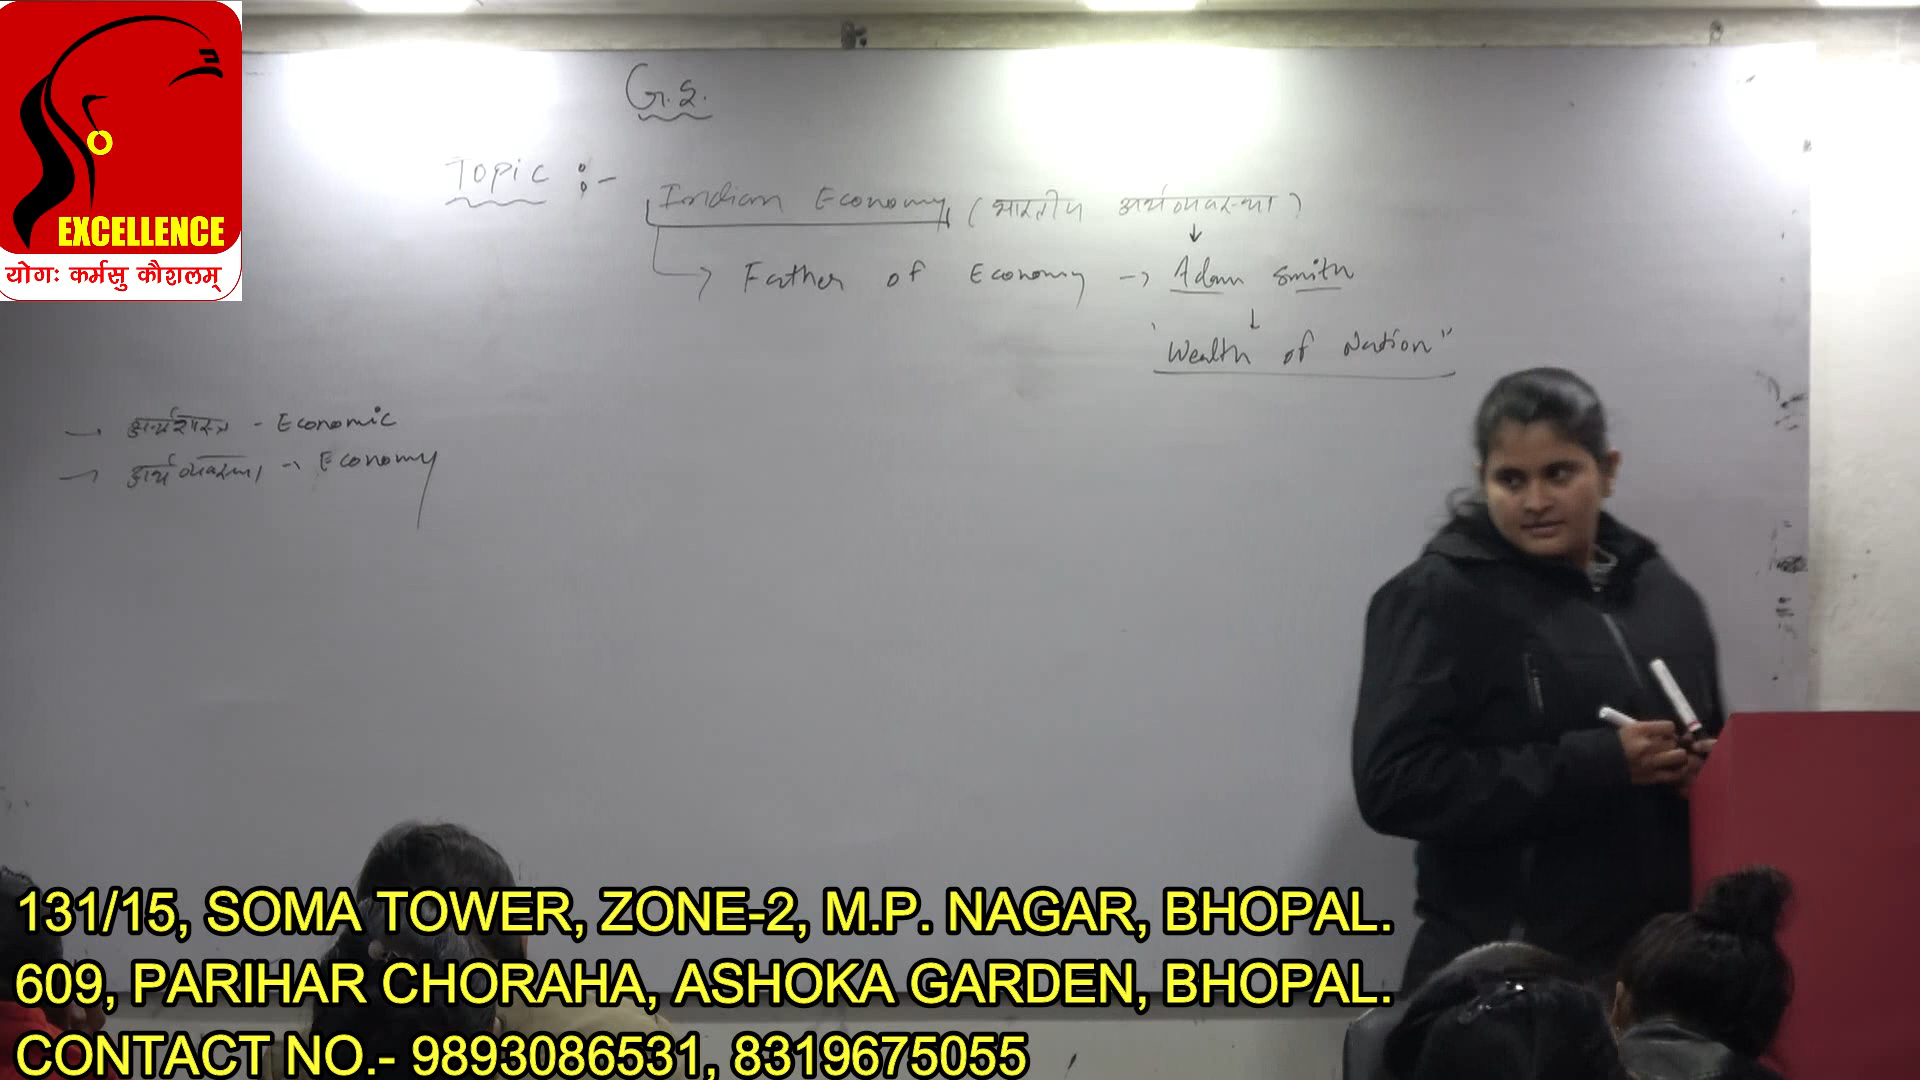 EXCELLENCE
योगः कर्मसु कौशलम्
G.S.
Topic :-
Indian Economy (भारतीय अर्थव्यवस्था)
Father of Economy → Adam Smith
"Wealth of Nation"
→ अर्थशास्त्र - Economic
→ अर्थव्यवस्था → Economy
131/15, SOMA TOWER, ZONE-2, M.P. NAGAR, BHOPAL.
609, PARIHAR CHORAHA, ASHOKA GARDEN, BHOPAL.
CONTACT NO.- 9893086531, 8319675055